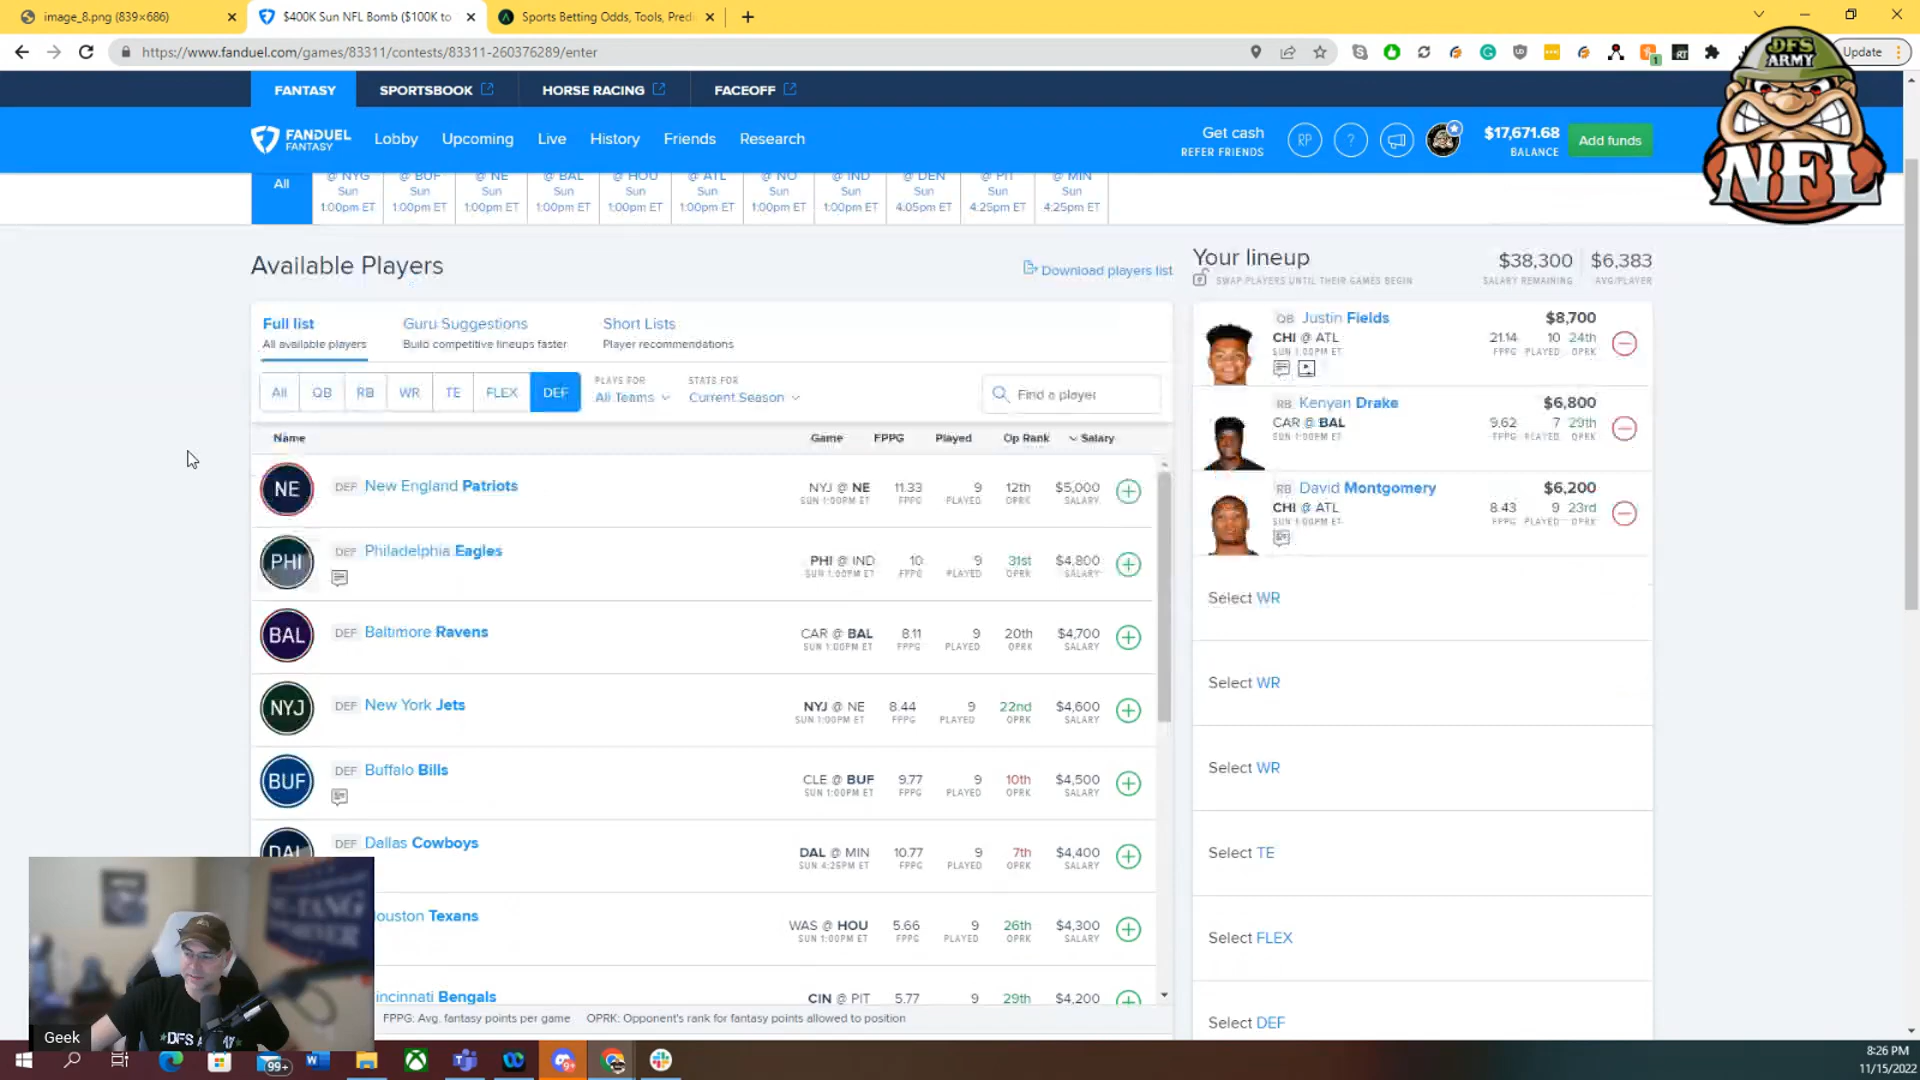 image_8.png (839×686)
$400K Sun NFL Bomb ($100K to
Sports Betting Odds, Tools, Pred
https://www.fanduel.com/games/83311/contests/83311-260376289/enter
Update
DFS
ARMY
NFL
FANTASY
SPORTSBOOK
HORSE RACING
FACEOFF
FANDUEL
FANTASY
Lobby
Upcoming
Live
History
Friends
Research
Get cash
REFER FRIENDS
RP
?
$17,671.68
BALANCE
Add funds
All
@ NYG
Sun
1:00pm ET
@ BUF
Sun
1:00pm ET
@ NE
Sun
1:00pm ET
@ BAL
Sun
1:00pm ET
@ HOU
Sun
1:00pm ET
@ ATL
Sun
1:00pm ET
@ NO
Sun
1:00pm ET
@ IND
Sun
1:00pm ET
@ DEN
Sun
4:05pm ET
@ PIT
Sun
4:25pm ET
@ MIN
Sun
4:25pm ET
Available Players
Download players list
Full list
All available players
Guru Suggestions
Build competitive lineups faster
Short Lists
Player recommendations
All
QB
RB
WR
TE
FLEX
DEF
PLAYS FOR
All Teams
STATS FOR
Current Season
Find a player
Name
Game
FPPG
Played
Op Rank
Salary
NE
DEF New England Patriots
NYJ @ NE 11.33 9 12th $5,000
SUN 1:00PM ET FPPG PLAYED OPRK SALARY
PHI
DEF Philadelphia Eagles
PHI @ IND 10 9 31st $4,800
SUN 1:00PM ET FPPG PLAYED OPRK SALARY
BAL
DEF Baltimore Ravens
CAR @ BAL 8.11 9 20th $4,700
SUN 1:00PM ET FPPG PLAYED OPRK SALARY
NYJ
DEF New York Jets
NYJ @ NE 8.44 9 22nd $4,600
SUN 1:00PM ET FPPG PLAYED OPRK SALARY
BUF
DEF Buffalo Bills
CLE @ BUF 9.77 9 10th $4,500
SUN 1:00PM ET FPPG PLAYED OPRK SALARY
DAL
DEF Dallas Cowboys
DAL @ MIN 10.77 9 7th $4,400
SUN 4:25PM ET FPPG PLAYED OPRK SALARY
ouston Texans
WAS @ HOU 5.66 9 26th $4,300
SUN 1:00PM ET FPPG PLAYED OPRK SALARY
incinnati Bengals
CIN @ PIT 5.77 9 29th $4,200
FPPG: Avg. fantasy points per game
OPRK: Opponent's rank for fantasy points allowed to position
Your lineup
SWAP PLAYERS UNTIL THEIR GAMES BEGIN
$38,300
SALARY REMAINING
$6,383
AVG/PLAYER
QB Justin Fields $8,700
CHI @ ATL 21.14 10 24th
SUN 1:00PM ET FPPG PLAYED OPRK
RB Kenyan Drake $6,800
CAR @ BAL 9.62 7 29th
SUN 1:00PM ET FPPG PLAYED OPRK
RB David Montgomery $6,200
CHI @ ATL 8.43 9 23rd
SUN 1:00PM ET FPPG PLAYED OPRK
Select WR
Select WR
Select WR
Select TE
Select FLEX
Select DEF
Geek
99+
8:26 PM
11/15/2022